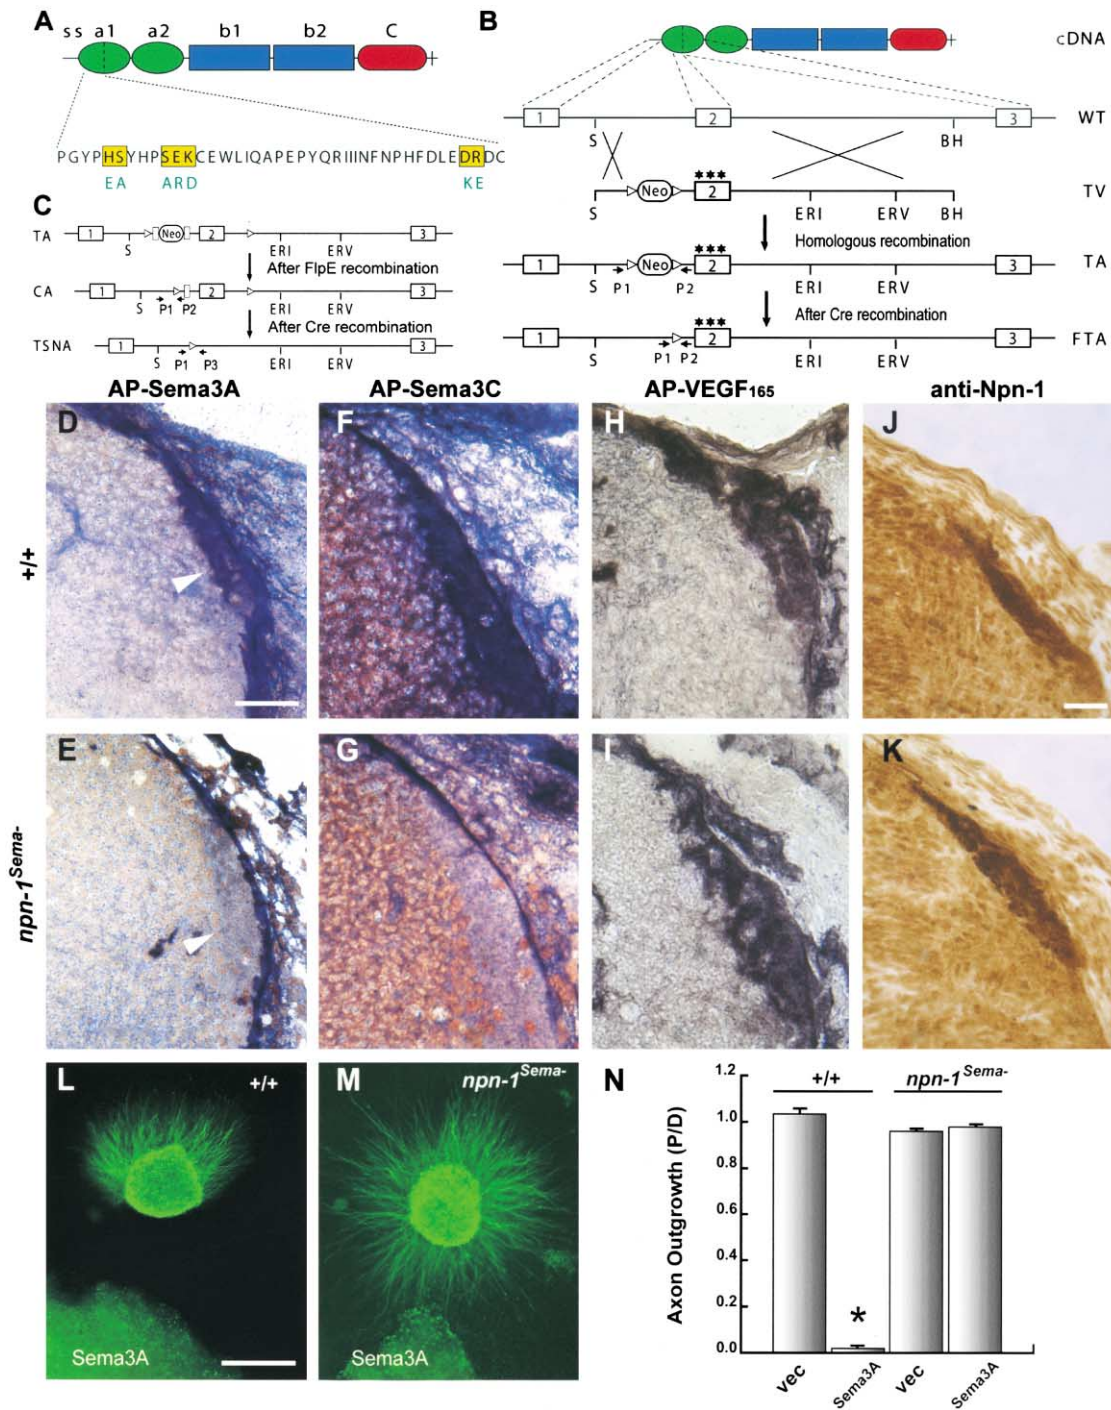 A
ss a1 a2 b1 b2 C
PGYPHSYHPSEKCEWLIQAPEPYQRIIINFNPHFDLEDRDC
EA ARD KE
B
cDNA
1 2 3 WT
S BH
Neo 2 TV
S ERI ERV BH
Homologous recombination
1 Neo 2 3 TA
S P1 P2 ERI ERV
After Cre recombination
1 2 3 FTA
S P1 P2 ERI ERV
C
TA 1 Neo 2 3
S ERI ERV
After FlpE recombination
CA 1 2 3
S P1 P2 ERI ERV
After Cre recombination
TSNA 1 3
S P1 P3 ERI ERV
AP-Sema3A AP-Sema3C AP-VEGF165 anti-Npn-1
+/+
D F H J
npn-1Sema-
E G I K
L +/+
Sema3A
M npn-1Sema-
Sema3A
N
+/+ npn-1Sema-
Axon Outgrowth (P/D)
1.2
1.0
0.8
0.6
0.4
0.2
0.0
*
vec Sema3A vec Sema3A